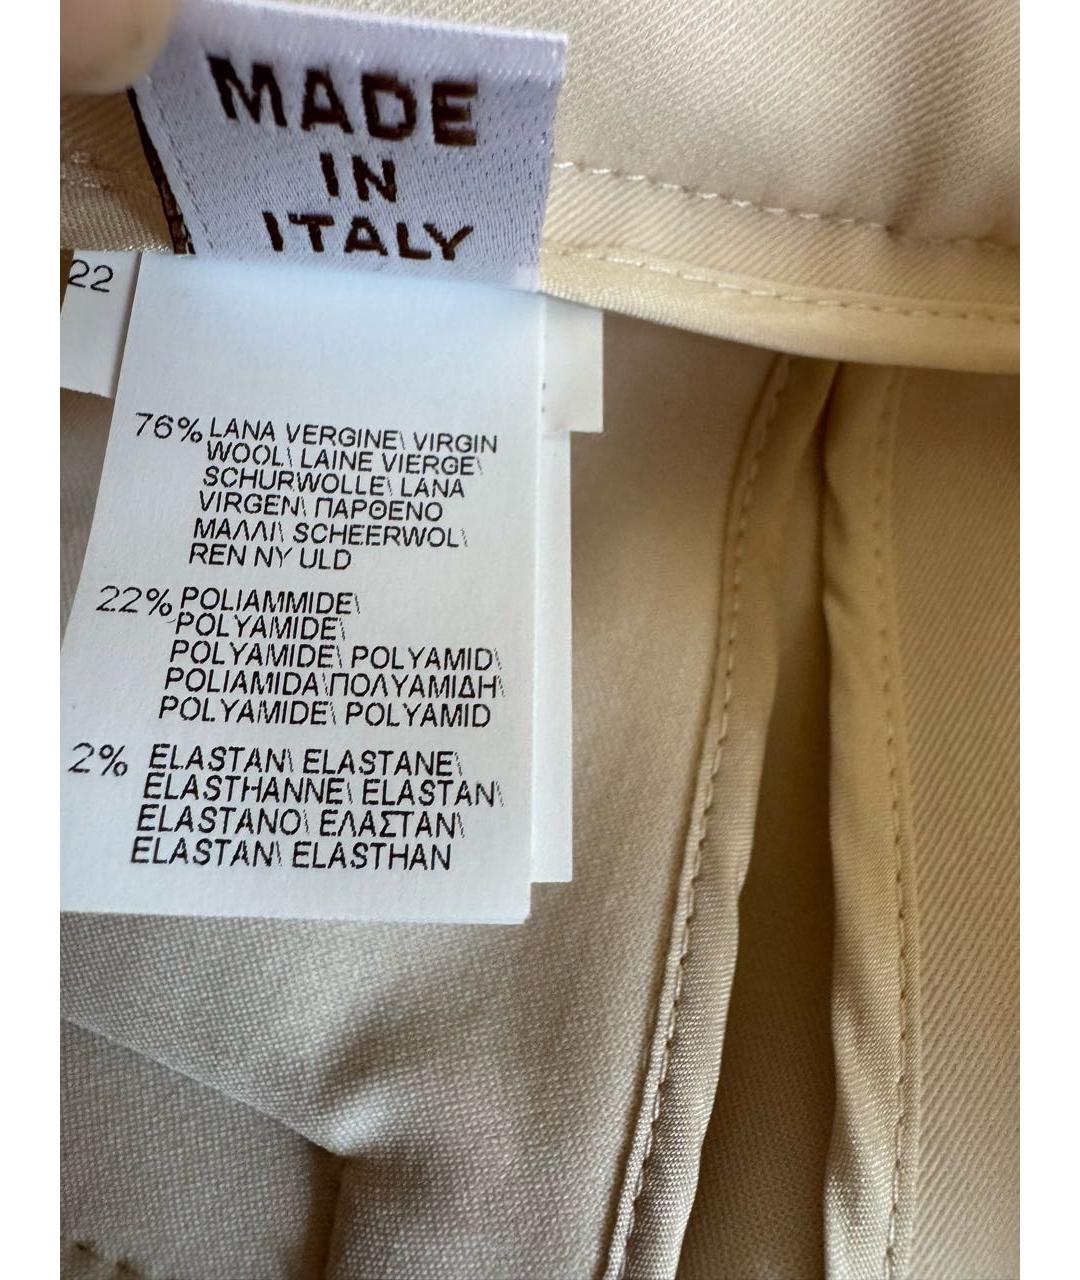 MADE
IN
ITALY
22
76% LANA VERGINE\ VIRGIN
WOOL\ LAINE VIERGE\
SCHURWOLLE\ LANA
VIRGEN\ ΠΑΡΘΕΝΟ
ΜΑΛΛΙ\ SCHEERWOL\
REN NY ULD
22% POLIAMMIDE\
POLYAMIDE\
POLYAMIDE\ POLYAMID\
POLIAMIDA\ΠΟΛΥΑΜΙΔΗ\
POLYAMIDE\ POLYAMID
2% ELASTAN\ ELASTANE\
ELASTHANNE\ ELASTAN\
ELASTANO\ ΕΛΑΣΤΑΝ\
ELASTAN\ ELASTHAN